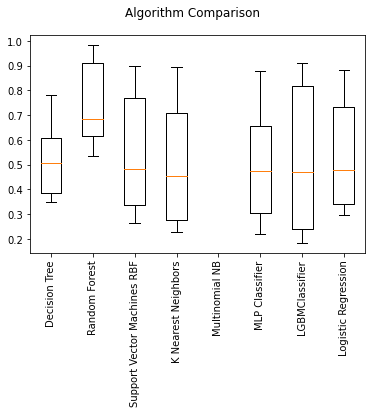 Algorithm Comparison
1.0
0.9
0.8
0.7
0.6
0.5
0.4
0.3
0.2
Decision Tree
Random Forest
Support Vector Machines RBF
K Nearest Neighbors
Multinomial NB
MLP Classifier
LGBMClassifier
Logistic Regression